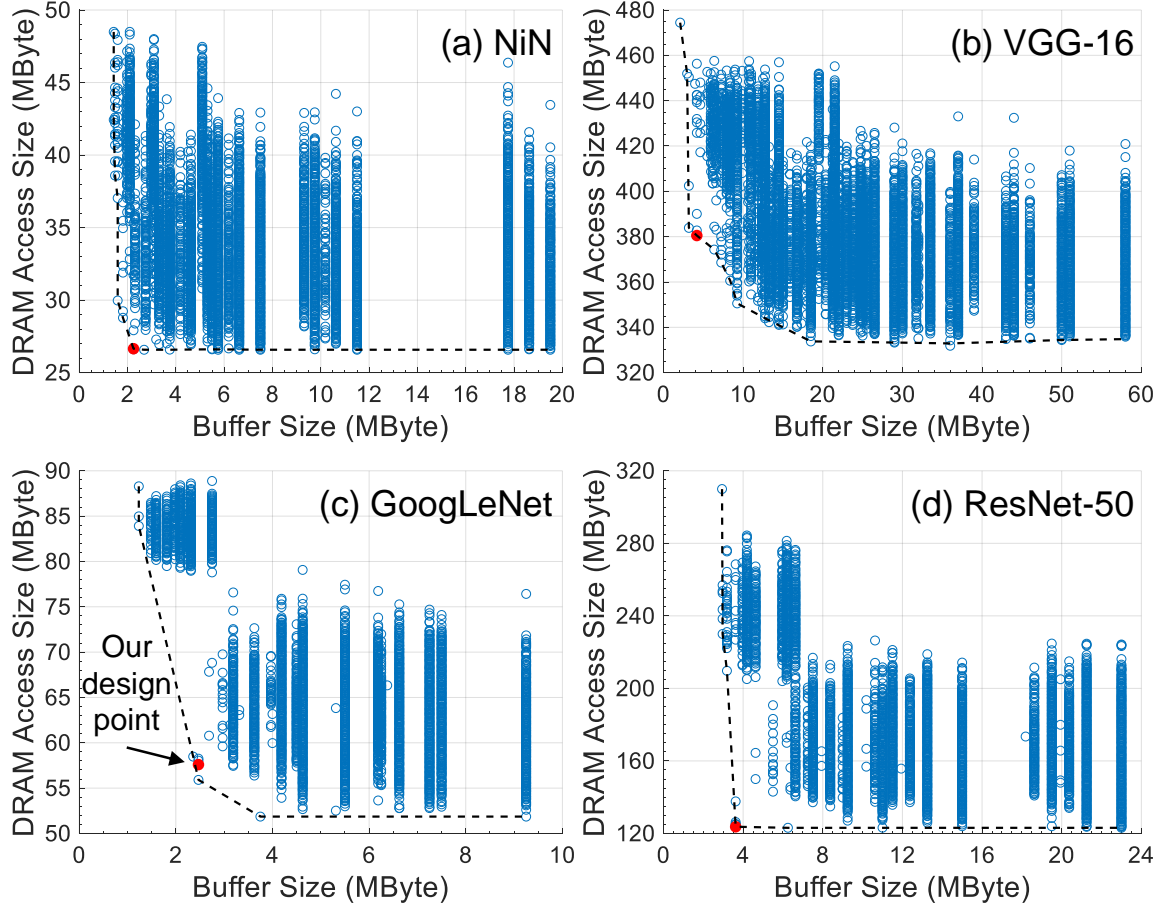 (a) NiN
DRAM Access Size (MByte)
50
45
40
35
30
25
0 2 4 6 8 10 12 14 16 18 20
Buffer Size (MByte)
(b) VGG-16
DRAM Access Size (MByte)
480
460
440
420
400
380
360
340
320
0 10 20 30 40 50 60
Buffer Size (MByte)
(c) GoogLeNet
DRAM Access Size (MByte)
90
85
80
75
70
65
60
55
50
Our
design
point
0 2 4 6 8 10
Buffer Size (MByte)
(d) ResNet-50
DRAM Access Size (MByte)
320
280
240
200
160
120
0 4 8 12 16 20 24
Buffer Size (MByte)